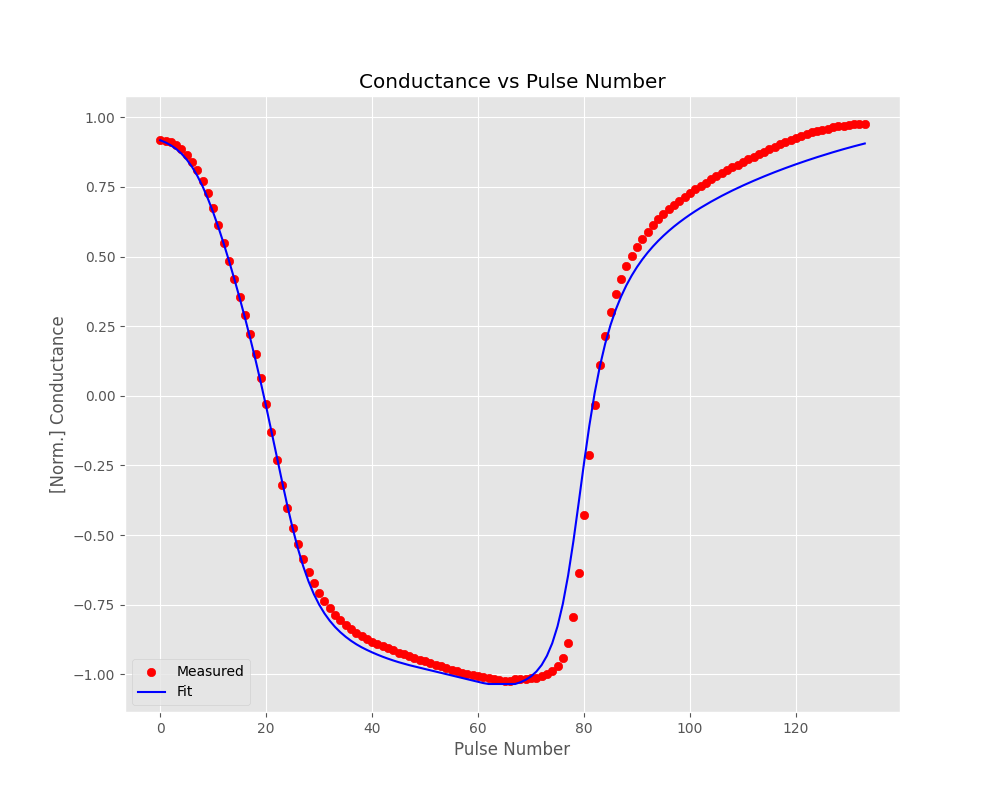 Conductance vs Pulse Number
[Norm.] Conductance
1.00
0.75
0.50
0.25
0.00
−0.25
−0.50
−0.75
−1.00
Measured
Fit
0 20 40 60 80 100 120
Pulse Number